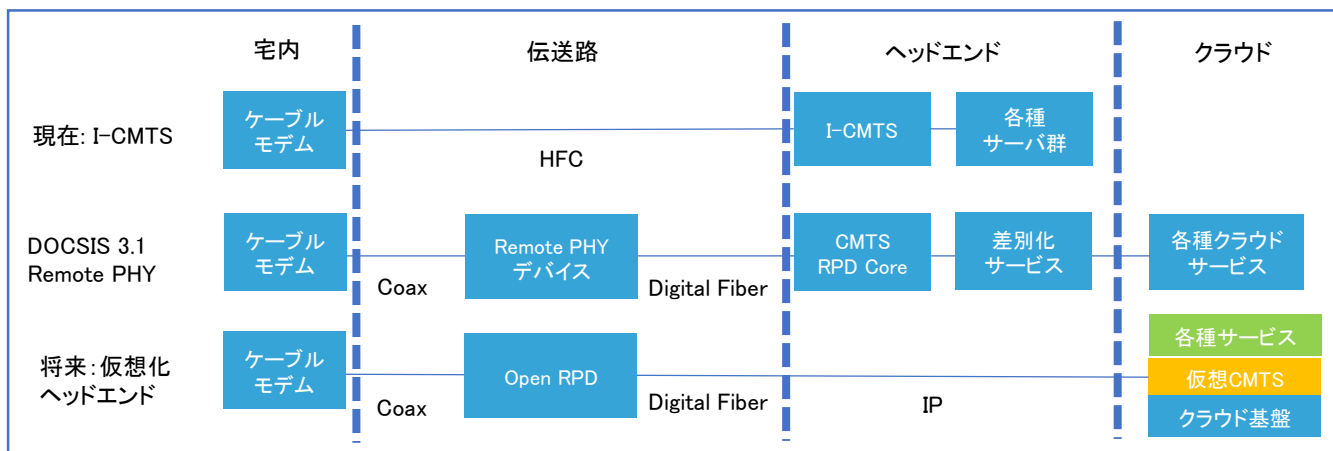 宅内
伝送路
ヘッドエンド
クラウド
現在: I-CMTS
ケーブル
モデム
HFC
I-CMTS
各種
サーバ群
DOCSIS 3.1
Remote PHY
ケーブル
モデム
Coax
Remote PHY
デバイス
Digital Fiber
CMTS
RPD Core
差別化
サービス
各種クラウド
サービス
将来：仮想化
ヘッドエンド
ケーブル
モデム
Coax
Open RPD
Digital Fiber
IP
各種サービス
仮想CMTS
クラウド基盤